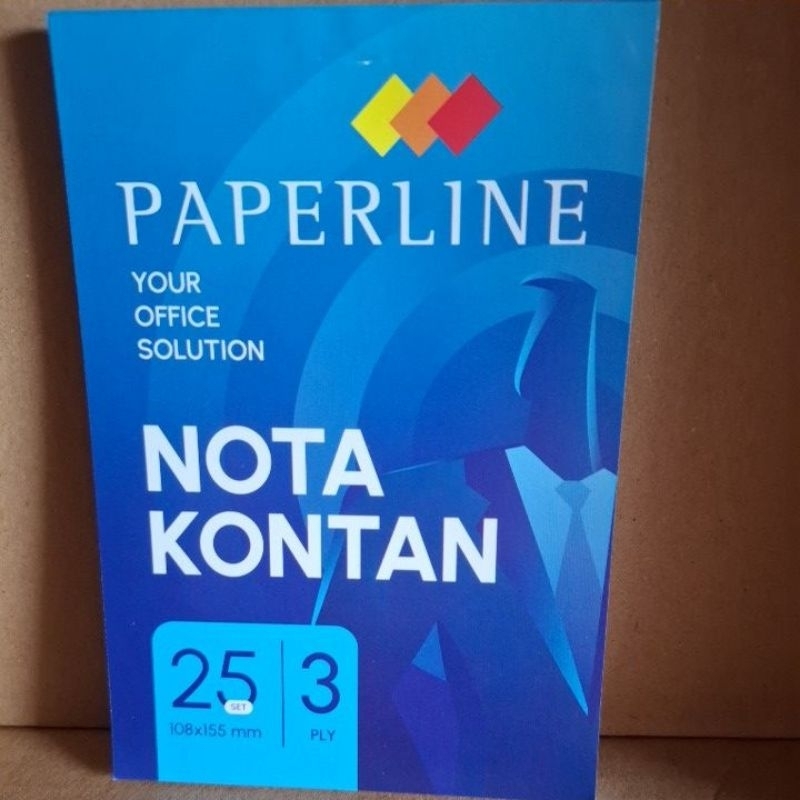 PAPERLINE
YOUR
OFFICE
SOLUTION
NOTA
KONTAN
25 SET
108x155 mm
3
PLY